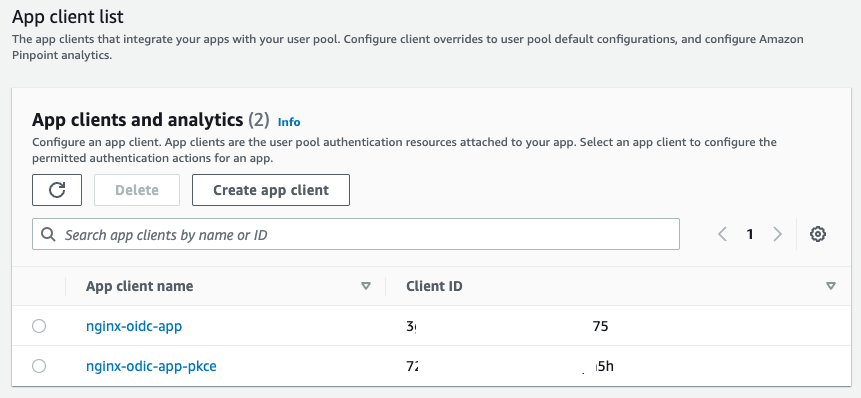 App client list
The app clients that integrate your apps with your user pool. Configure client overrides to user pool default configurations, and configure Amazon
Pinpoint analytics.
App clients and analytics (2) Info
Configure an app client. App clients are the user pool authentication resources attached to your app. Select an app client to configure the
permitted authentication actions for an app.
Delete Create app client
Search app clients by name or ID 1
App client name Client ID
nginx-oidc-app 75
nginx-odic-app-pkce 72 5h